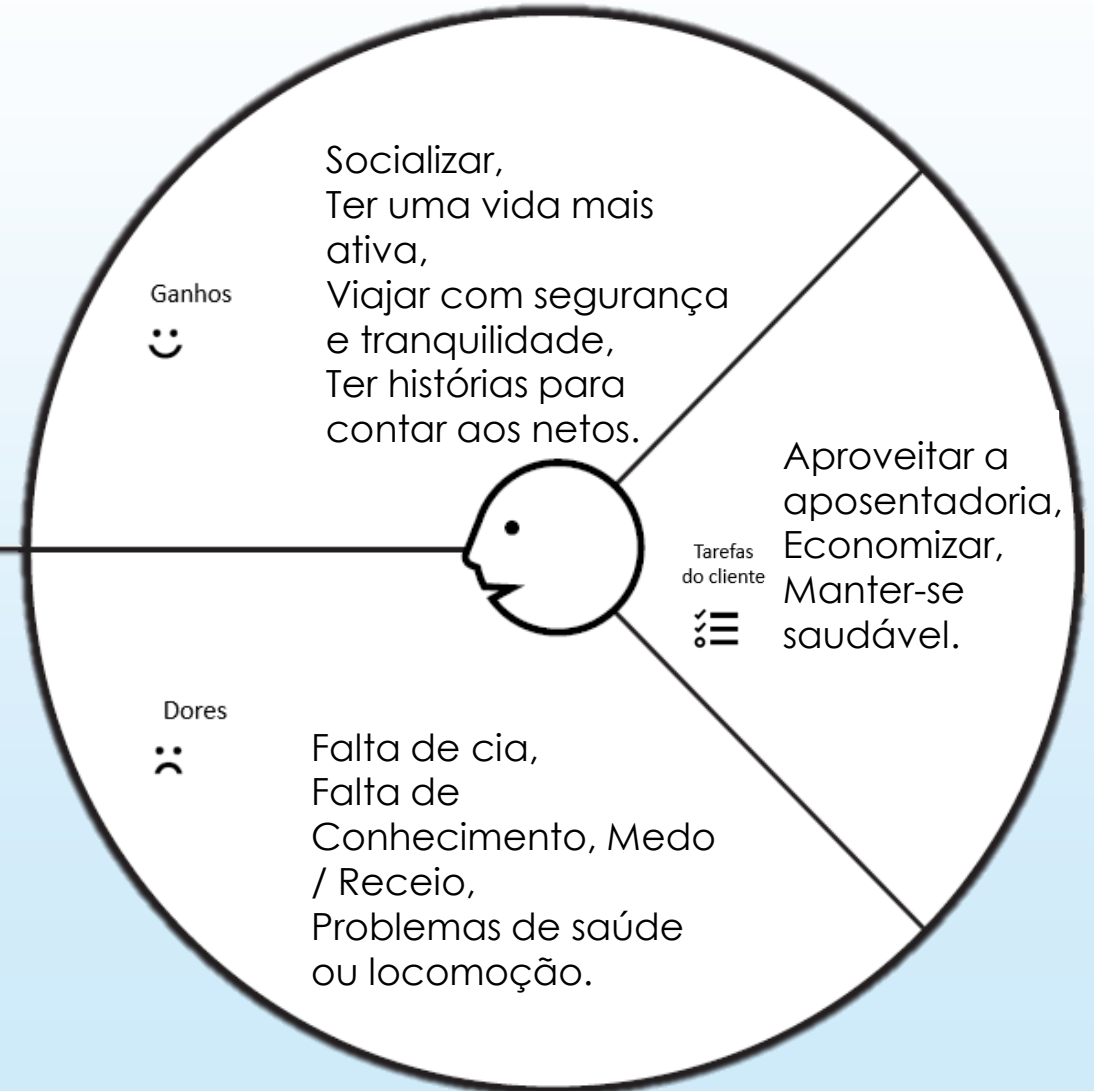 Ganhos
Socializar,
Ter uma vida mais
ativa,
Viajar com segurança
e tranquilidade,
Ter histórias para
contar aos netos.
Tarefas
do cliente
Aproveitar a
aposentadoria,
Economizar,
Manter-se
saudável.
Dores
Falta de cia,
Falta de
Conhecimento, Medo
/ Receio,
Problemas de saúde
ou locomoção.